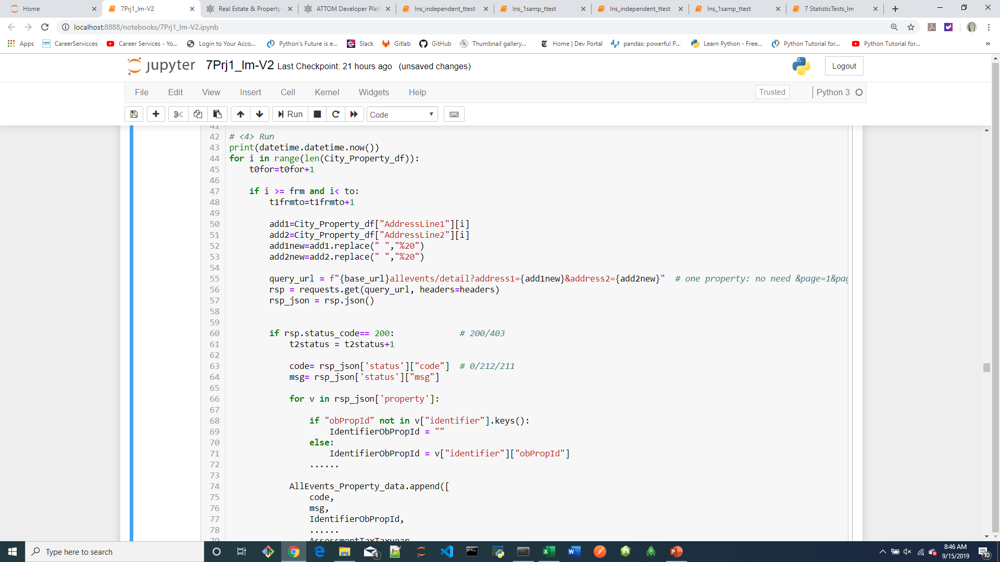 Home
7Prj1_lm-V2
Real Estate & Property
ATTOM Developer Platf
Ins_independent_ttest
Ins_1samp_ttest
Ins_independent_ttest
Ins_1samp_ttest
7 StatisticTests_lm
localhost:8888/notebooks/7Prj1_lm-V2.ipynb
Apps
CareerServicces
Career Services - Yo...
Login to Your Acco...
Python's Future is e...
Slack
Gitlab
GitHub
Thumbnail gallery...
Home | Dev Portal
pandas: powerful P...
Learn Python - Free...
Python Tutorial for...
Python Tutorial for...
jupyter 7Prj1_lm-V2 Last Checkpoint: 21 hours ago (unsaved changes)
Logout
File Edit View Insert Cell Kernel Widgets Help
Trusted
Python 3
Run
Code
41
42 # <4> Run
43 print(datetime.datetime.now())
44 for i in range(len(City_Property_df)):
45 t0for=t0for+1
46
47 if i >= frm and i< to:
48 t1frmto=t1frmto+1
49
50 add1=City_Property_df["AddressLine1"][i]
51 add2=City_Property_df["AddressLine2"][i]
52 add1new=add1.replace(" ","%20")
53 add2new=add2.replace(" ","%20")
54
55 query_url = f"{base_url}allevents/detail?address1={add1new}&address2={add2new}" # one property: no need &page=1&pag
56 rsp = requests.get(query_url, headers=headers)
57 rsp_json = rsp.json()
58
59
60 if rsp.status_code== 200: # 200/403
61 t2status = t2status+1
62
63 code= rsp_json['status']["code"] # 0/212/211
64 msg= rsp_json['status']["msg"]
65
66 for v in rsp_json['property']:
67
68 if "obPropId" not in v["identifier"].keys():
69 IdentifierObPropId = ""
70 else:
71 IdentifierObPropId = v["identifier"]["obPropId"]
72 ......
73
74 AllEvents_Property_data.append([
75 code,
76 msg,
77 IdentifierObPropId,
78 ......
79 AssessmentTaxTaxyear
Type here to search
1
8:46 AM
9/15/2019
10